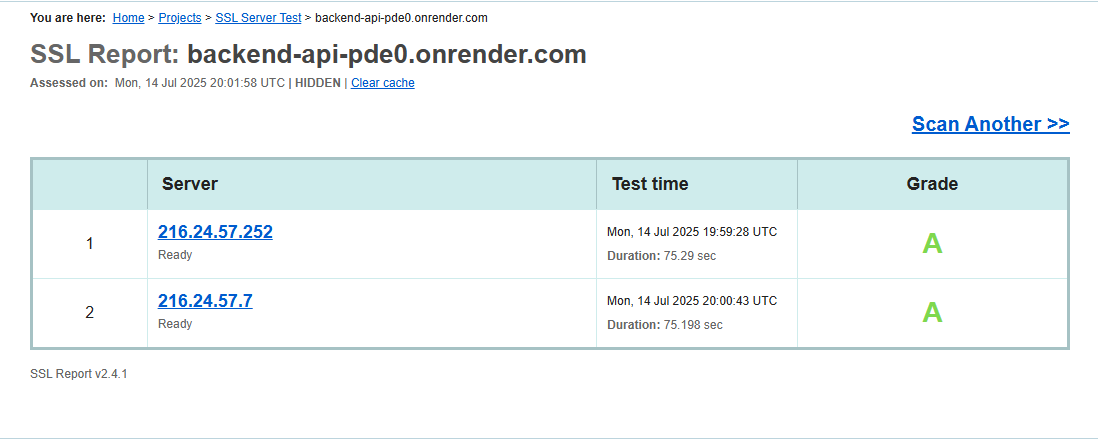 You are here: Home > Projects > SSL Server Test > backend-api-pde0.onrender.com
SSL Report: backend-api-pde0.onrender.com
Assessed on: Mon, 14 Jul 2025 20:01:58 UTC | HIDDEN | Clear cache
Scan Another >>
Server Test time Grade
1 216.24.57.252 Mon, 14 Jul 2025 19:59:28 UTC A
Ready Duration: 75.29 sec
2 216.24.57.7 Mon, 14 Jul 2025 20:00:43 UTC A
Ready Duration: 75.198 sec
SSL Report v2.4.1